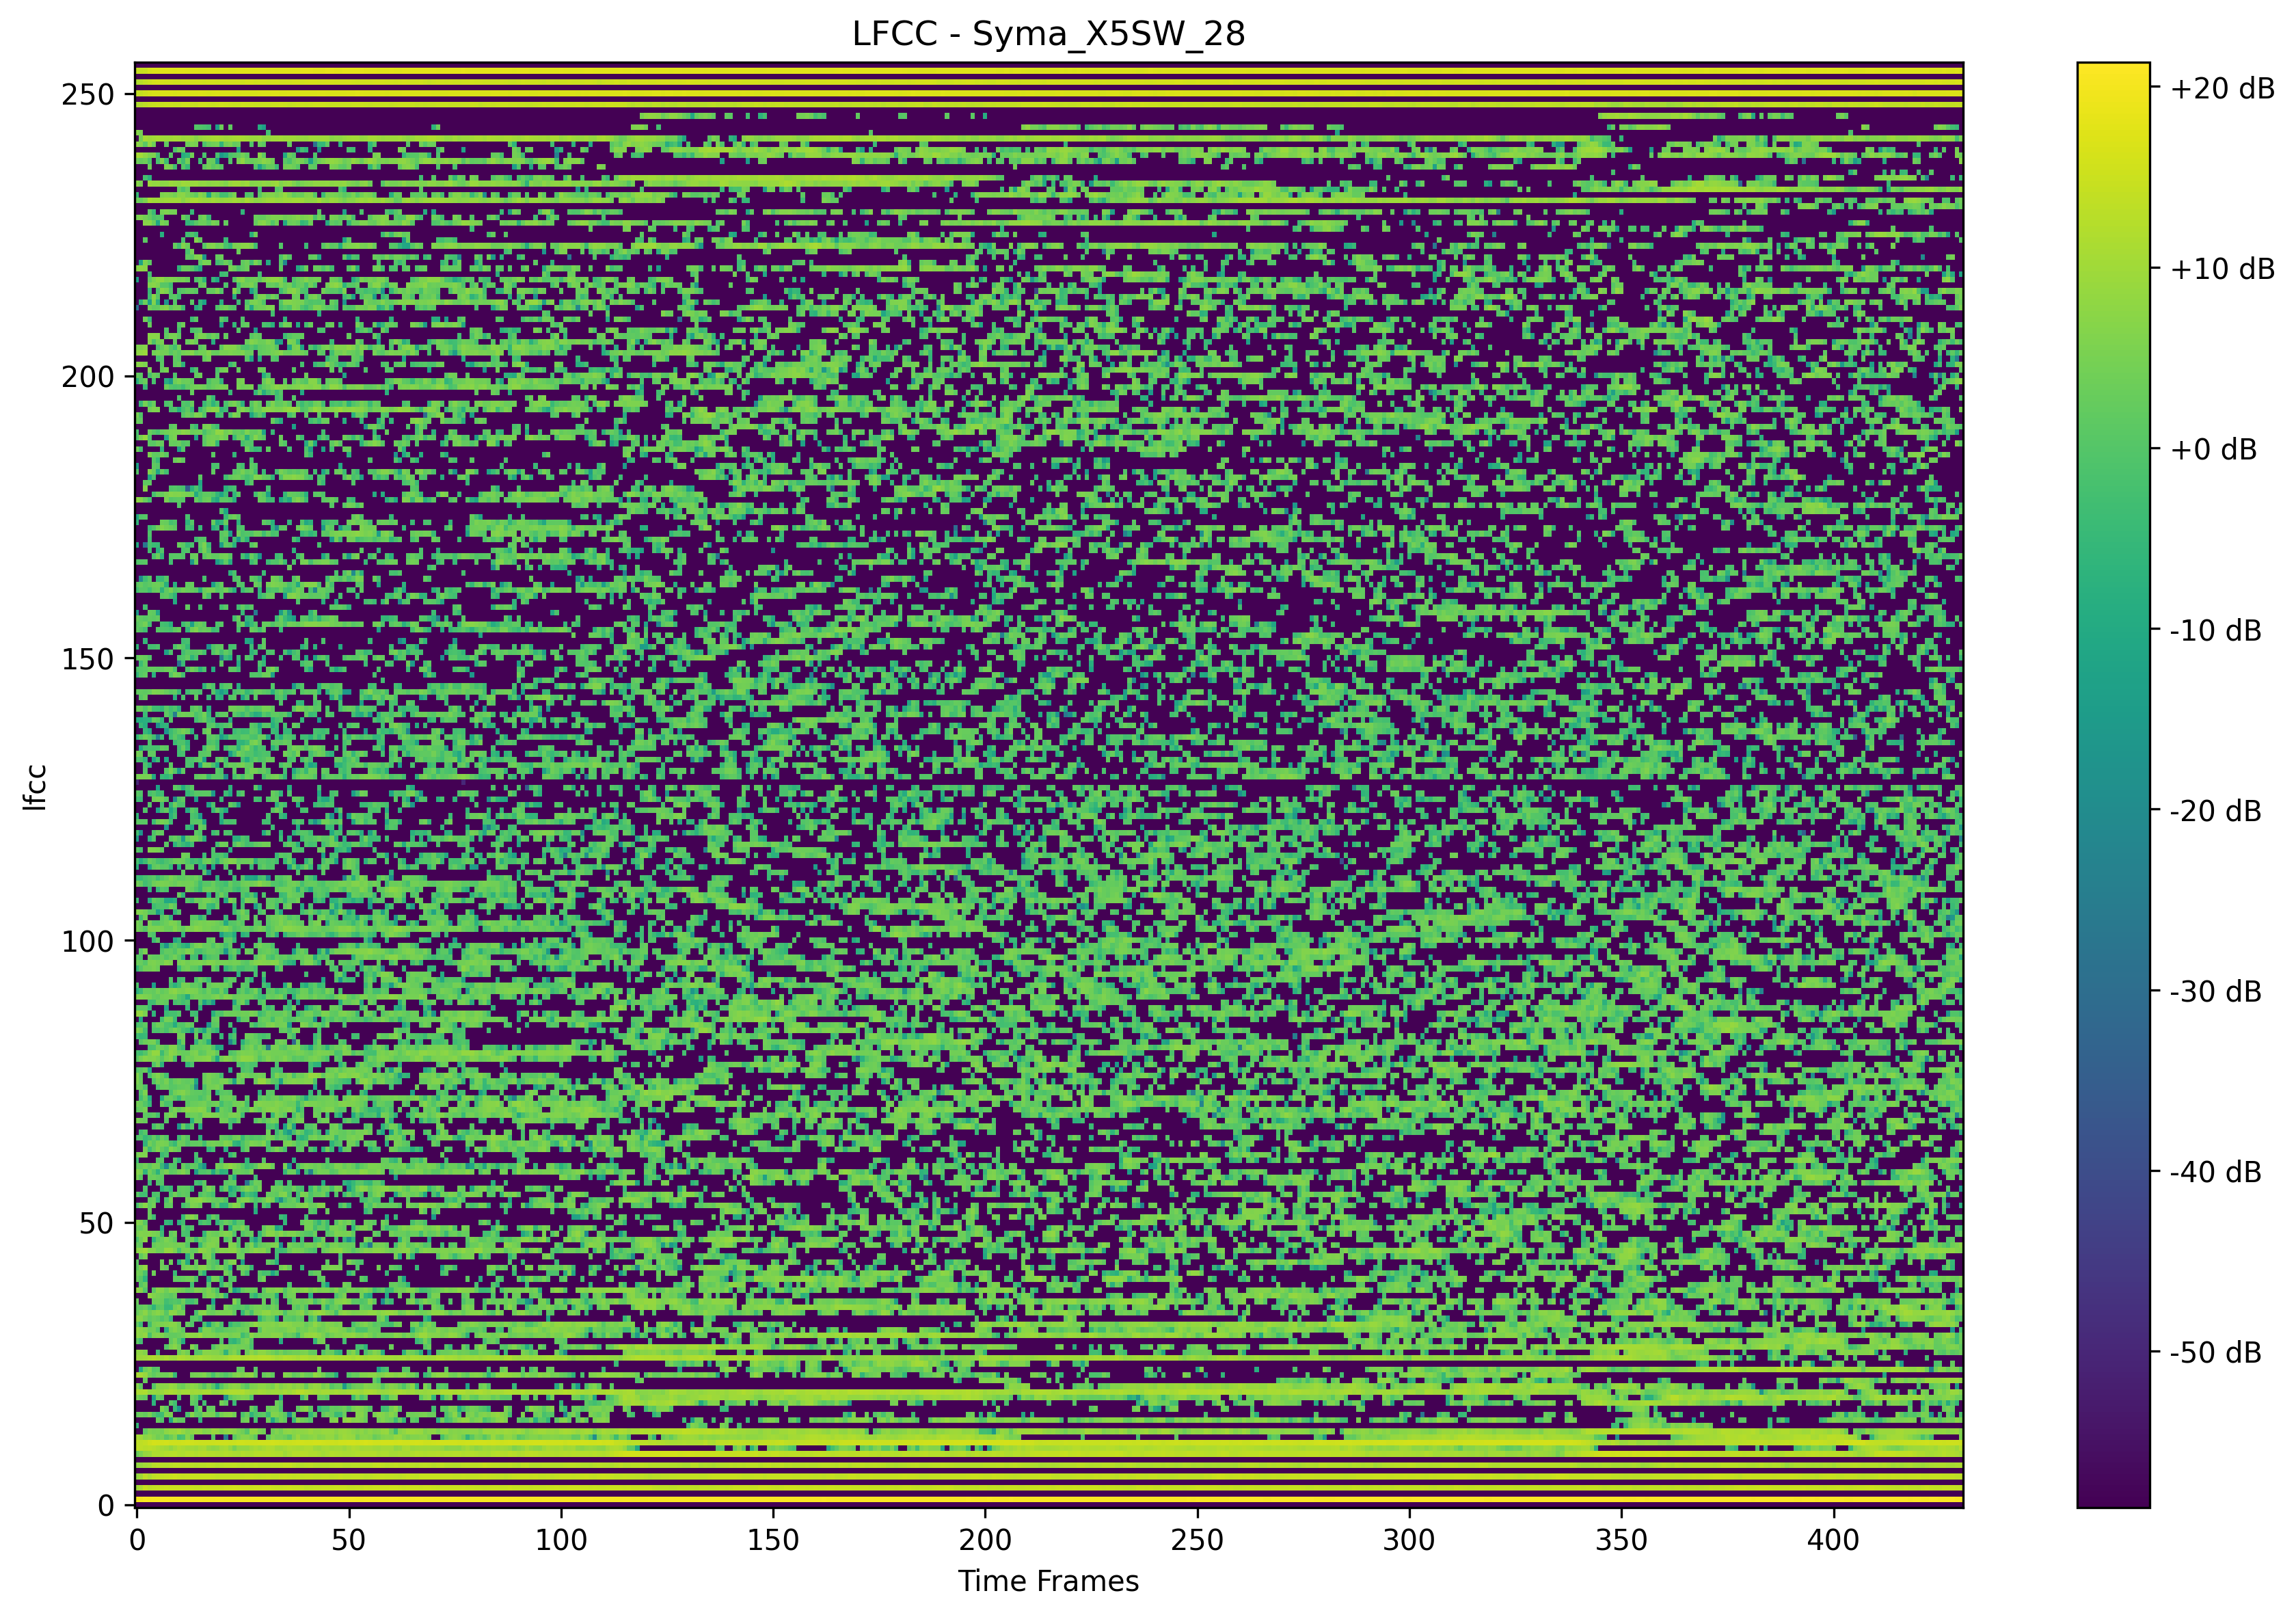 LFCC - Syma_X5SW_28
250
200
150
100
50
0
lfcc
0 50 100 150 200 250 300 350 400
Time Frames
+20 dB
+10 dB
+0 dB
-10 dB
-20 dB
-30 dB
-40 dB
-50 dB